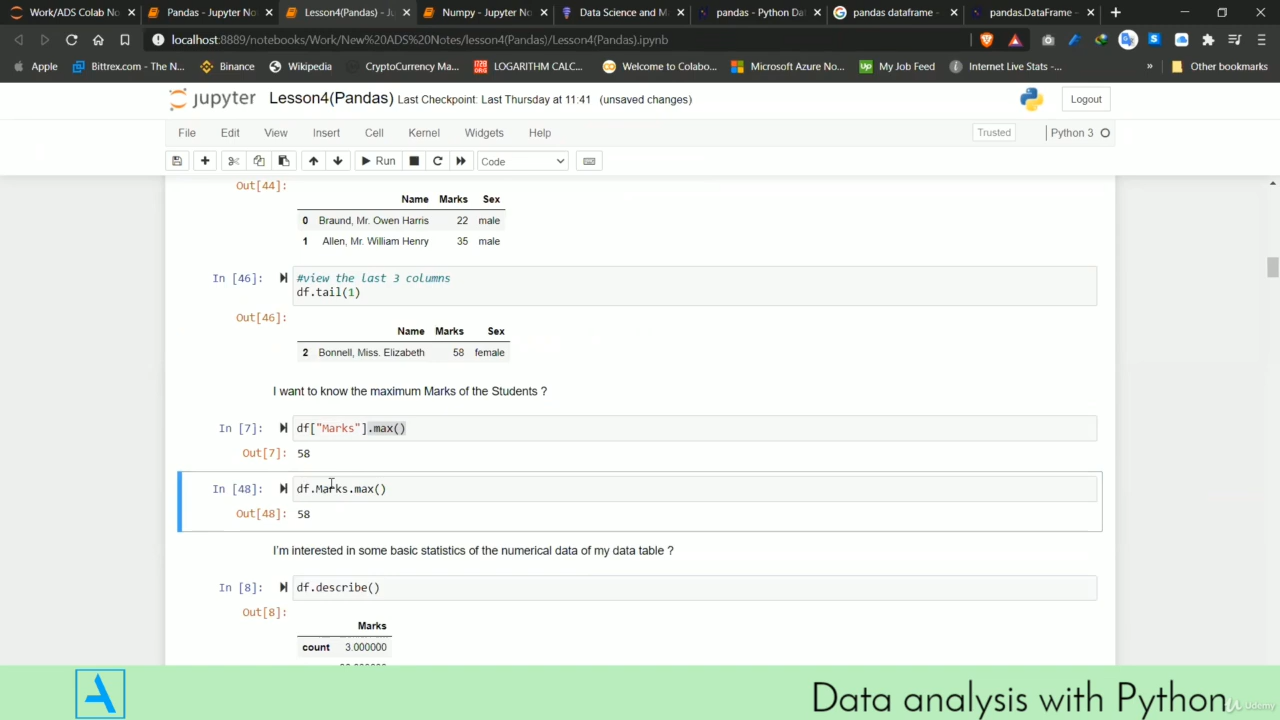 Work/ADS Colab No
Pandas - Jupyter Note
Lesson4(Pandas) - Ju
Numpy - Jupyter No
Data Science and M
pandas - Python Da
pandas dataframe -
pandas.DataFrame -
localhost:8889/notebooks/Work/New%20ADS%20Notes/lesson4(Pandas)/Lesson4(Pandas).ipynb
Apple
Bittrex.com - The N...
Binance
Wikipedia
CryptoCurrency Ma...
LOGARITHM CALC...
Welcome to Colabo...
Microsoft Azure No...
My Job Feed
Internet Live Stats -...
Other bookmarks
jupyter Lesson4(Pandas) Last Checkpoint: Last Thursday at 11:41 (unsaved changes)
Logout
File Edit View Insert Cell Kernel Widgets Help
Trusted
Python 3
Run
Code
Out[44]:
Name Marks Sex
0 Braund, Mr. Owen Harris 22 male
1 Allen, Mr. William Henry 35 male
In [46]: #view the last 3 columns
df.tail(1)
Out[46]:
Name Marks Sex
2 Bonnell, Miss. Elizabeth 58 female
I want to know the maximum Marks of the Students ?
In [7]: df["Marks"].max()
Out[7]: 58
In [48]: df.Marks.max()
Out[48]: 58
I'm interested in some basic statistics of the numerical data of my data table ?
In [8]: df.describe()
Out[8]:
Marks
count 3.000000
A
Data analysis with Python
Udemy